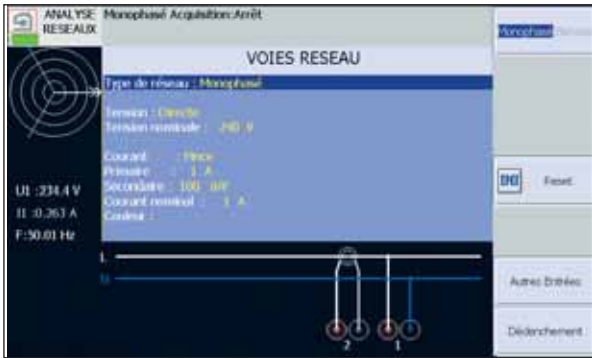 ANALYSE
RESEAUX
Monophasé Acquisition:Arrêt
Monophasé
VOIES RESEAU
Type de réseau : Monophasé
Tension : Directe
Tension nominale : 240 V
Courant : Pince
Primaire : 1 A
Secondaire : 100
Courant nominal : 1 A
Couleur :
U1 :234.4 V
I1 :0.263 A
F:50.01 Hz
L
N
2
1
Reset
Autres Entrées
Déclenchement